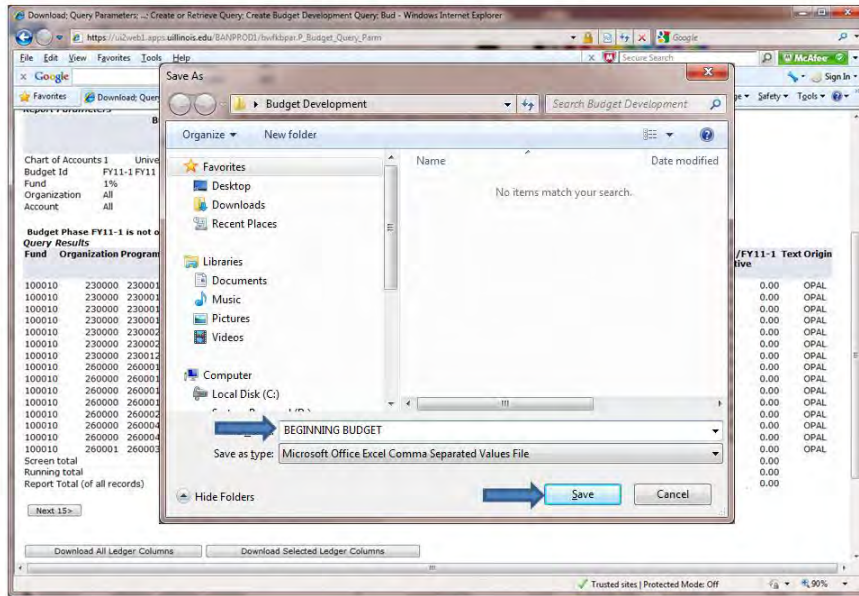 Download; Query Parameters; ...; Create or Retrieve Query; Create Budget Development Query; Bud - Windows Internet Explorer
https://ui2web1.apps.uillinois.edu/BANPROD1/bwfkbpar.P_Budget_Query_Parm
Google
File Edit View Favorites Tools Help
Secure Search
McAfee
x Google
Sign In
Favorites Download; Query
Safety Tools
Save As
Budget Development
Search Budget Development
Organize New folder
Favorites
Desktop
Downloads
Recent Places
Libraries
Documents
Music
Pictures
Videos
Computer
Local Disk (C:)
Name Date modified
No items match your search.
BEGINNING BUDGET
Save as type: Microsoft Office Excel Comma Separated Values File
Hide Folders
Save Cancel
Report Parameters
B
Chart of Accounts 1 Unive
Budget Id FY11-1 FY11
Fund 1%
Organization All
Account All
Budget Phase FY11-1 is not o
Query Results
Fund Organization Program /FY11-1 Text Origin
tive
100010 230000 230001 0.00 OPAL
100010 230000 230001 0.00 OPAL
100010 230000 230001 0.00 OPAL
100010 230000 230001 0.00 OPAL
100010 230000 230002 0.00 OPAL
100010 230000 230002 0.00 OPAL
100010 230000 230012 0.00 OPAL
100010 260000 260001 0.00 OPAL
100010 260000 260001 0.00 OPAL
100010 260000 260001 0.00 OPAL
100010 260000 260001 0.00 OPAL
100010 260000 260002 0.00 OPAL
100010 260000 260004 0.00 OPAL
100010 260000 260004 0.00 OPAL
100010 260001 260003 0.00 OPAL
Screen total 0.00
Running total 0.00
Report Total (of all records) 0.00
Next 15>
Download All Ledger Columns Download Selected Ledger Columns
Trusted sites | Protected Mode: Off 90%